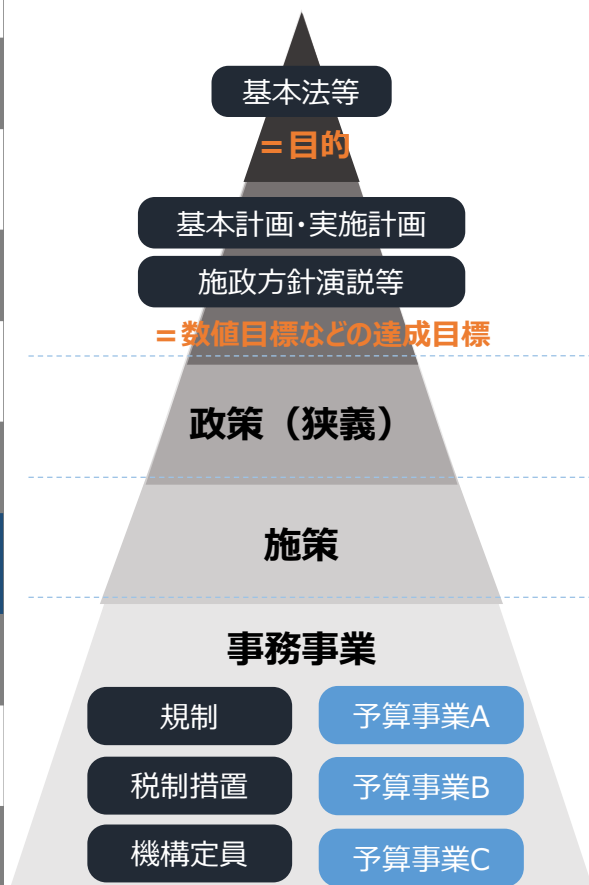 基本法等
＝目的
基本計画･実施計画
施政方針演説等
＝数値目標などの達成目標
政策（狭義）
施策
事務事業
規制
予算事業A
税制措置
予算事業B
機構定員
予算事業C